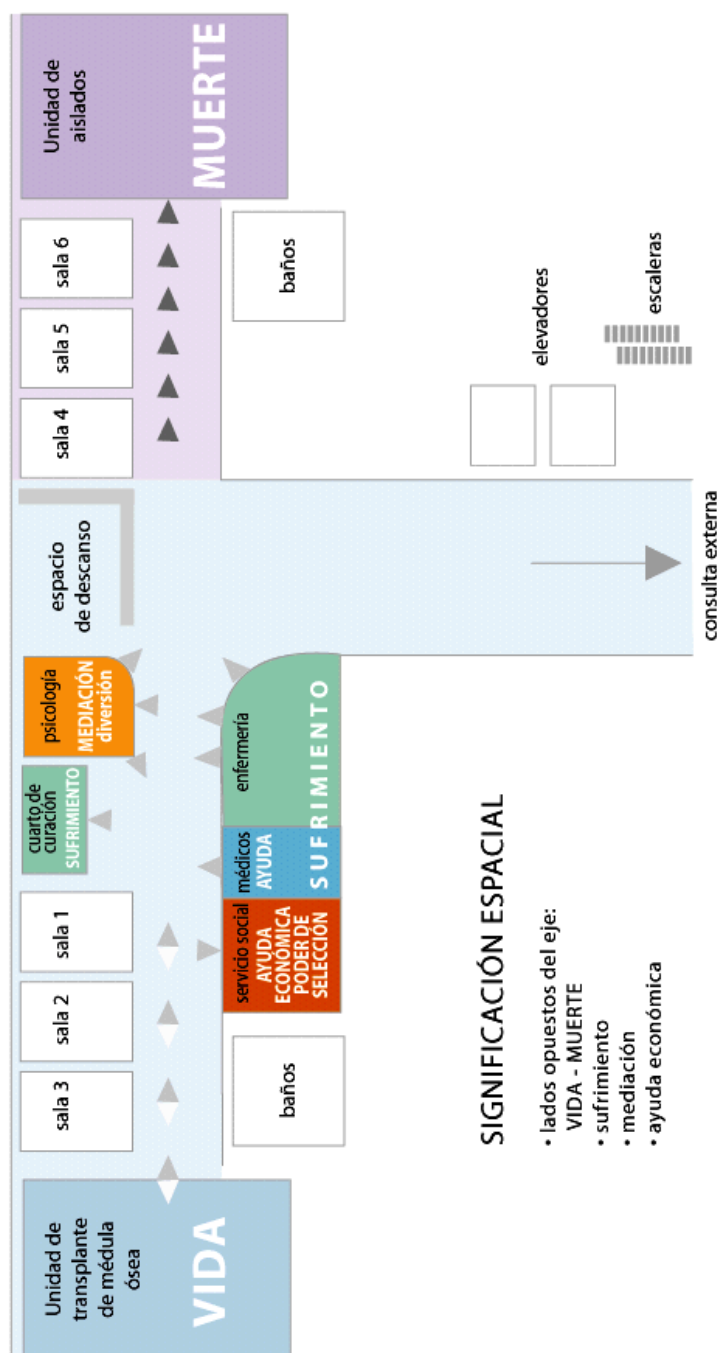 Unidad de
transplante
de médula
ósea
VIDA
sala 3
sala 2
sala 1
cuarto de
curación
SUFRIMIENTO
psicología
MEDIACIÓN
diversión
espacio
de descanso
sala 4
sala 5
sala 6
Unidad de
aislados
MUERTE
baños
servicio social
AYUDA
ECONÓMICA
PODER DE
SELECCIÓN
médicos
AYUDA
enfermería
SUFRIMIENTO
baños
elevadores
escaleras
consulta externa
SIGNIFICACIÓN ESPACIAL
• lados opuestos del eje:
VIDA - MUERTE
• sufrimiento
• mediación
• ayuda económica